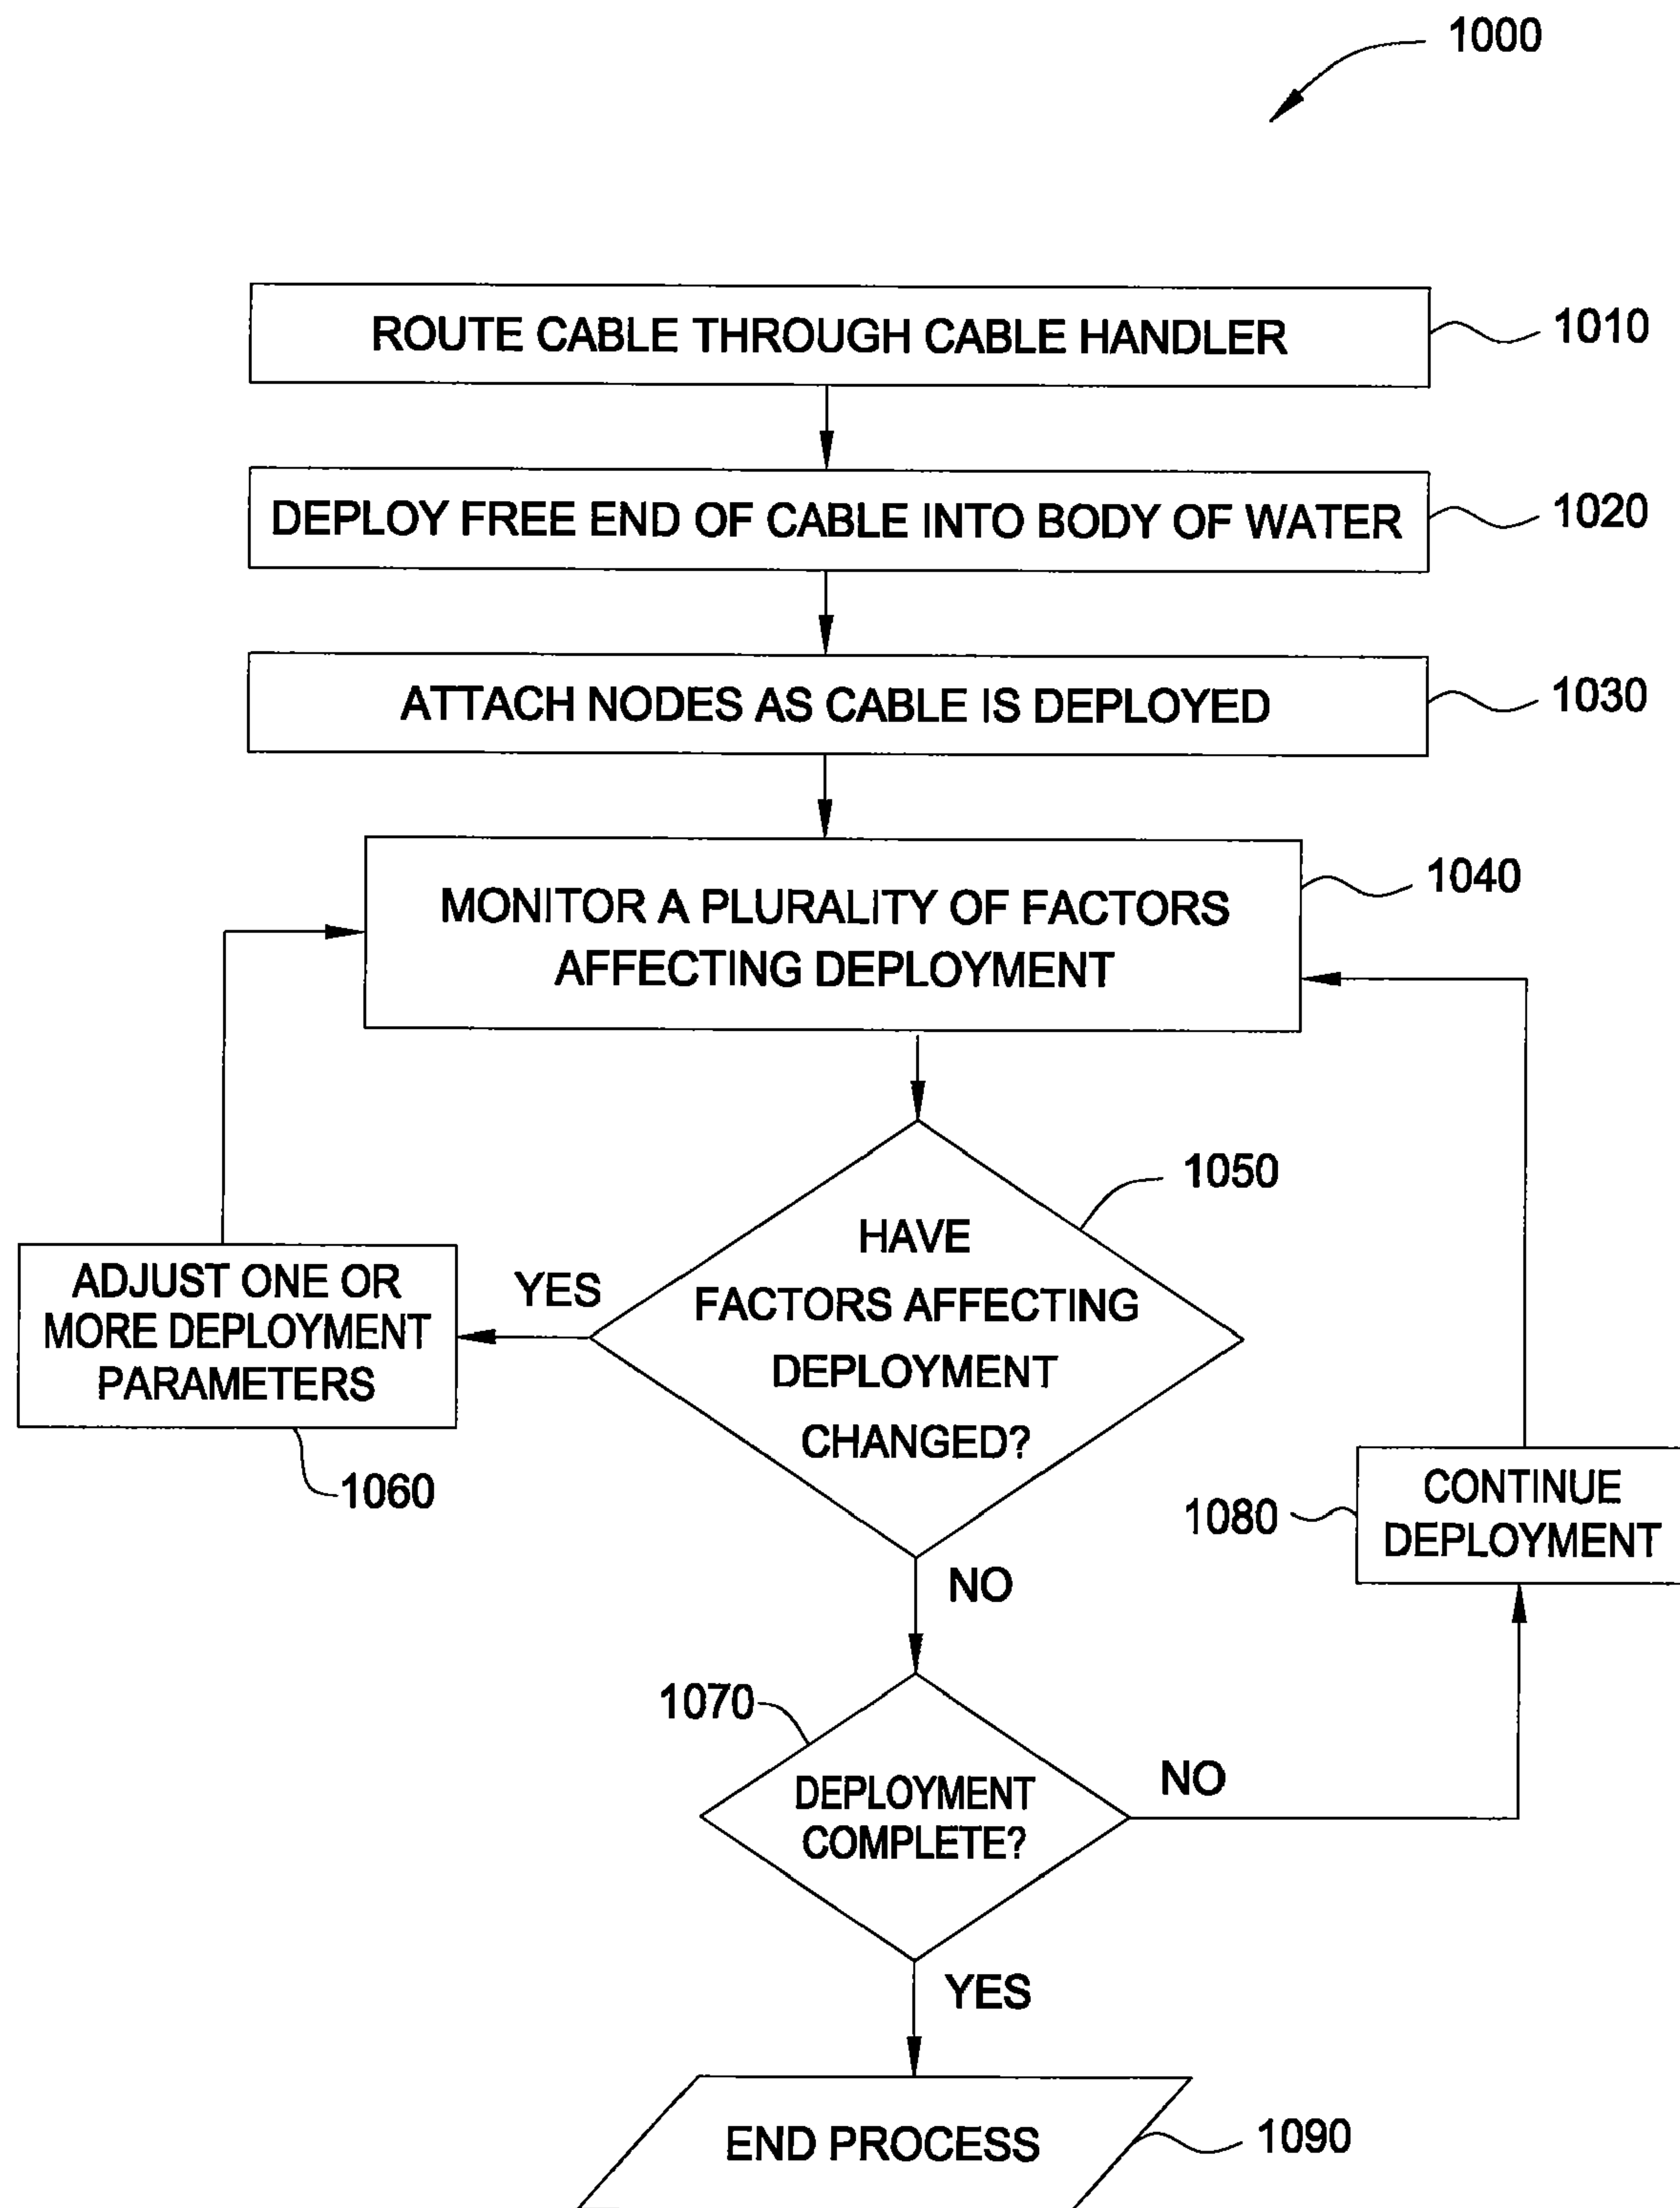 1000
ROUTE CABLE THROUGH CABLE HANDLER
1010
DEPLOY FREE END OF CABLE INTO BODY OF WATER
1020
ATTACH NODES AS CABLE IS DEPLOYED
1030
MONITOR A PLURALITY OF FACTORS
AFFECTING DEPLOYMENT
1040
HAVE
FACTORS AFFECTING
DEPLOYMENT
CHANGED?
1050
YES
ADJUST ONE OR
MORE DEPLOYMENT
PARAMETERS
1060
NO
CONTINUE
DEPLOYMENT
1080
1070
DEPLOYMENT
COMPLETE?
NO
YES
END PROCESS
1090